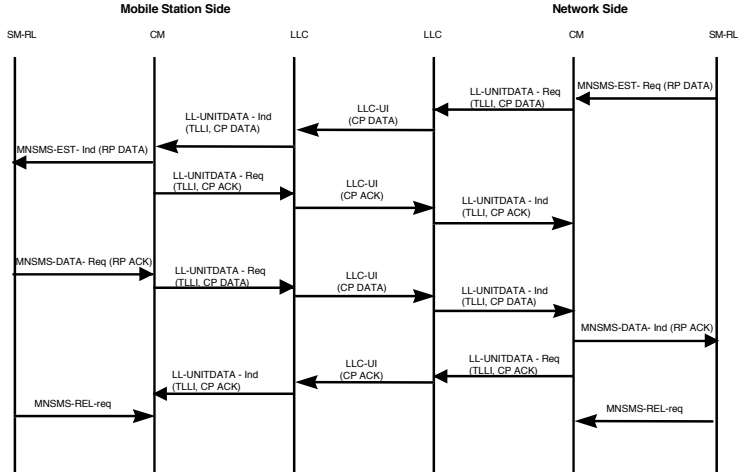 Mobile Station Side
Network Side
SM-RL
CM
LLC
LLC
CM
SM-RL
MNSMS-EST- Req (RP DATA)
LL-UNITDATA - Req
(TLLI, CP DATA)
LLC-UI
(CP DATA)
LL-UNITDATA - Ind
(TLLI, CP DATA)
MNSMS-EST- Ind (RP DATA)
LL-UNITDATA - Req
(TLLI, CP ACK)
LLC-UI
(CP ACK)
LL-UNITDATA - Ind
(TLLI, CP ACK)
MNSMS-DATA- Req (RP ACK)
LL-UNITDATA - Req
(TLLI, CP DATA)
LLC-UI
(CP DATA)
LL-UNITDATA - Ind
(TLLI, CP DATA)
MNSMS-DATA- Ind (RP ACK)
LL-UNITDATA - Req
(TLLI, CP ACK)
LLC-UI
(CP ACK)
LL-UNITDATA - Ind
(TLLI, CP ACK)
MNSMS-REL-req
MNSMS-REL-req